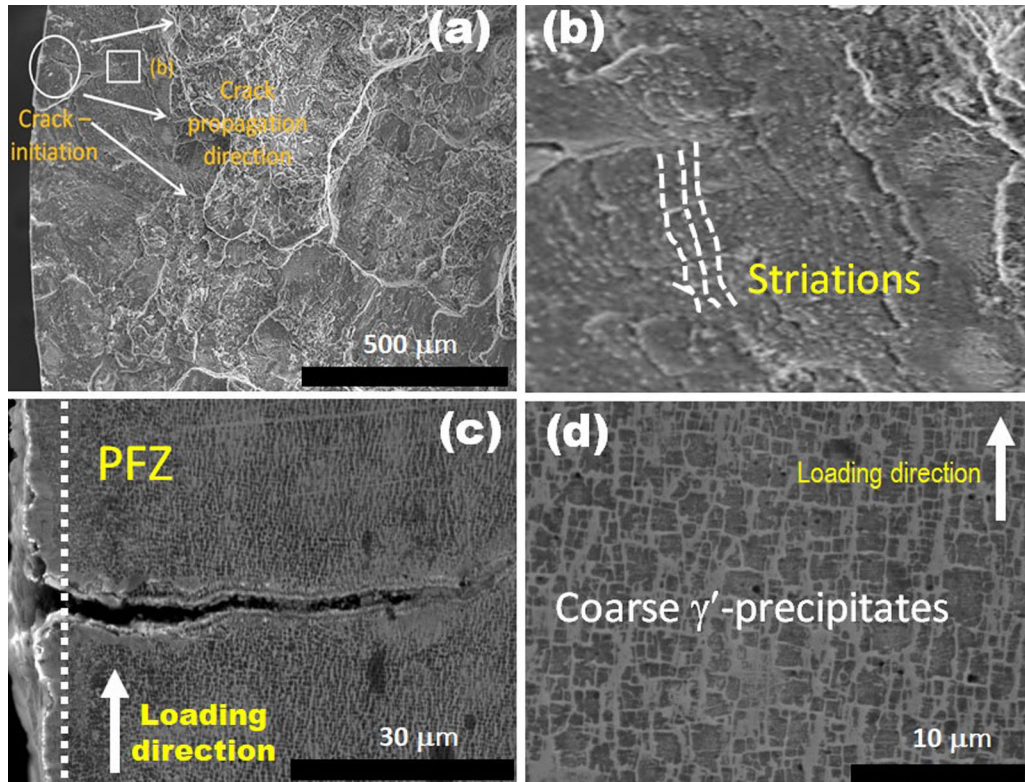 (a)
(b)
Crack –
initiation
Crack
propagation
direction
500 μm
(b)
Striations
(c)
PFZ
Loading
direction
30 μm
(d)
Loading direction
Coarse γ′-precipitates
10 μm